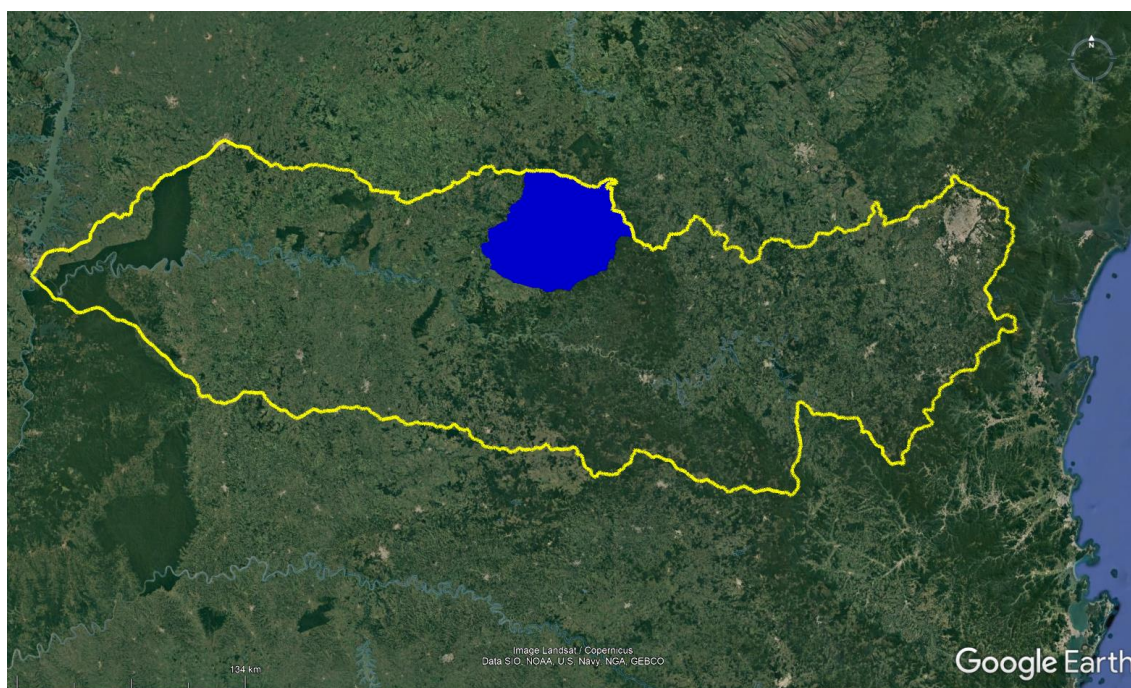 N
134 km
Image Landsat / Copernicus
Data SIO, NOAA, U.S. Navy, NGA, GEBCO
Google Earth